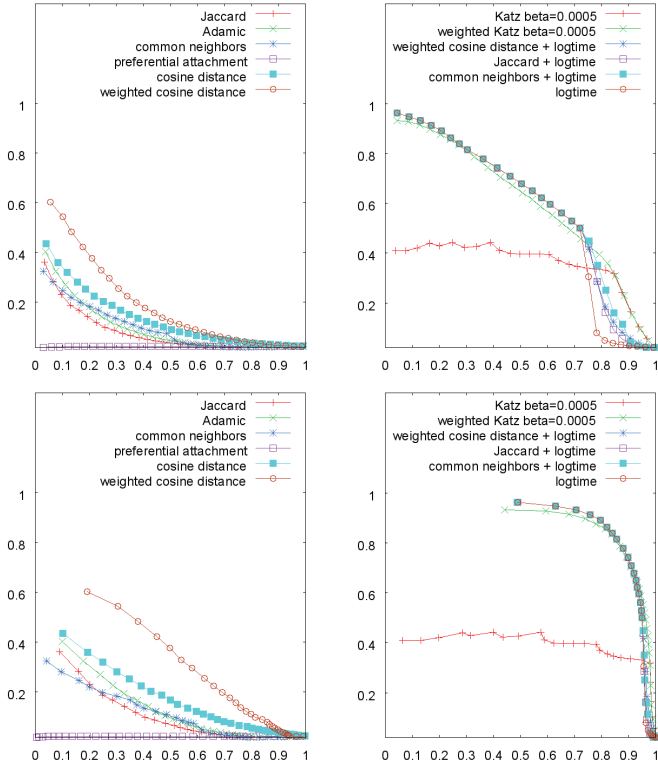 Jaccard
Adamic
common neighbors
preferential attachment
cosine distance
weighted cosine distance
1
0.8
0.6
0.4
0.2
0 0.1 0.2 0.3 0.4 0.5 0.6 0.7 0.8 0.9 1
Katz beta=0.0005
weighted Katz beta=0.0005
weighted cosine distance + logtime
Jaccard + logtime
common neighbors + logtime
logtime
1
0.8
0.6
0.4
0.2
0 0.1 0.2 0.3 0.4 0.5 0.6 0.7 0.8 0.9 1
Jaccard
Adamic
common neighbors
preferential attachment
cosine distance
weighted cosine distance
1
0.8
0.6
0.4
0.2
0 0.1 0.2 0.3 0.4 0.5 0.6 0.7 0.8 0.9 1
Katz beta=0.0005
weighted Katz beta=0.0005
weighted cosine distance + logtime
Jaccard + logtime
common neighbors + logtime
logtime
1
0.8
0.6
0.4
0.2
0 0.1 0.2 0.3 0.4 0.5 0.6 0.7 0.8 0.9 1